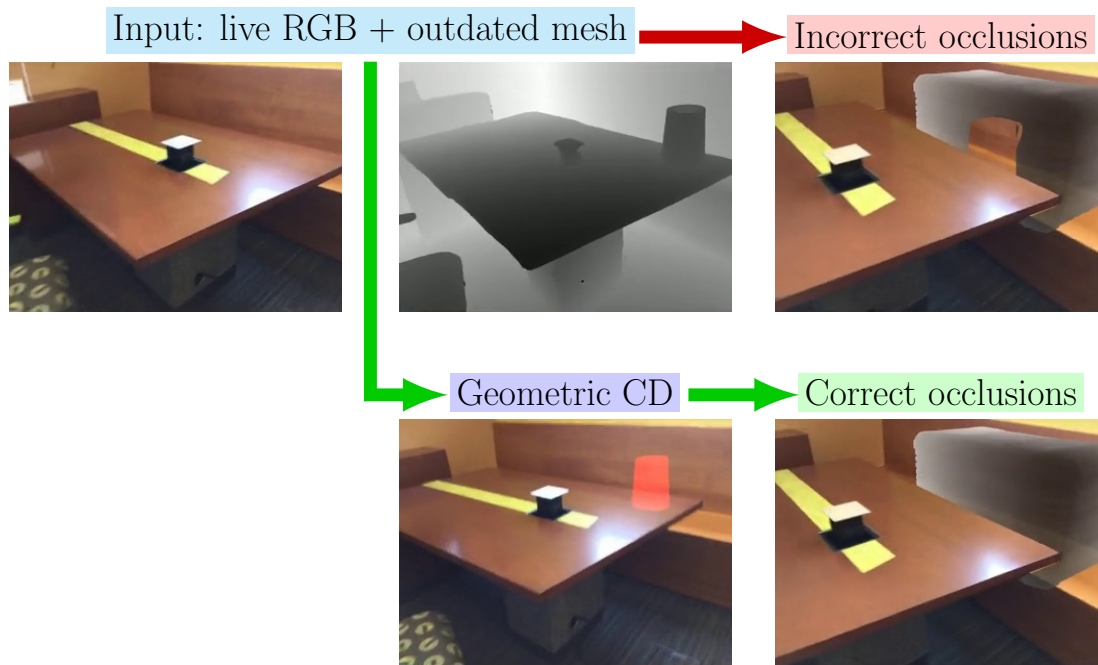 Input: live RGB + outdated mesh
Incorrect occlusions
Geometric CD
Correct occlusions